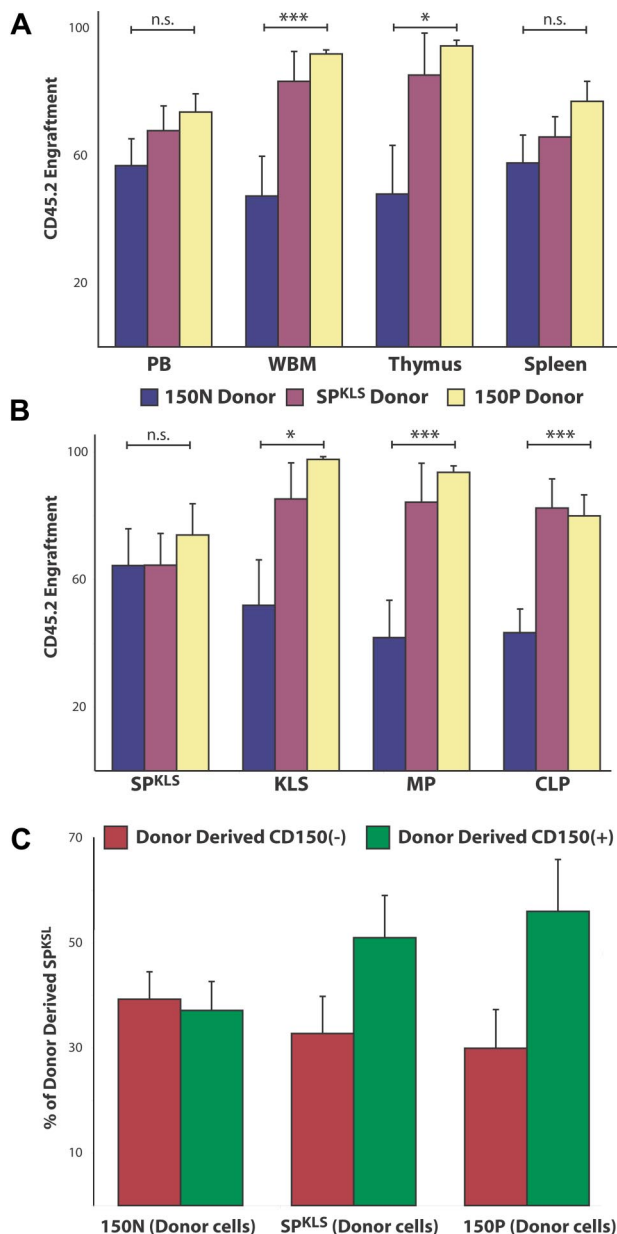 A
n.s.
***
*
n.s.
100
60
20
CD45.2 Engraftment
PB WBM Thymus Spleen
150N Donor SPKLS Donor 150P Donor
B
n.s.
*
***
***
100
60
20
CD45.2 Engraftment
SPKLS KLS MP CLP
C
70
50
30
10
Donor Derived CD150(-) Donor Derived CD150(+)
% of Donor Derived SPKSL
150N (Donor cells) SPKLS (Donor cells) 150P (Donor cells)